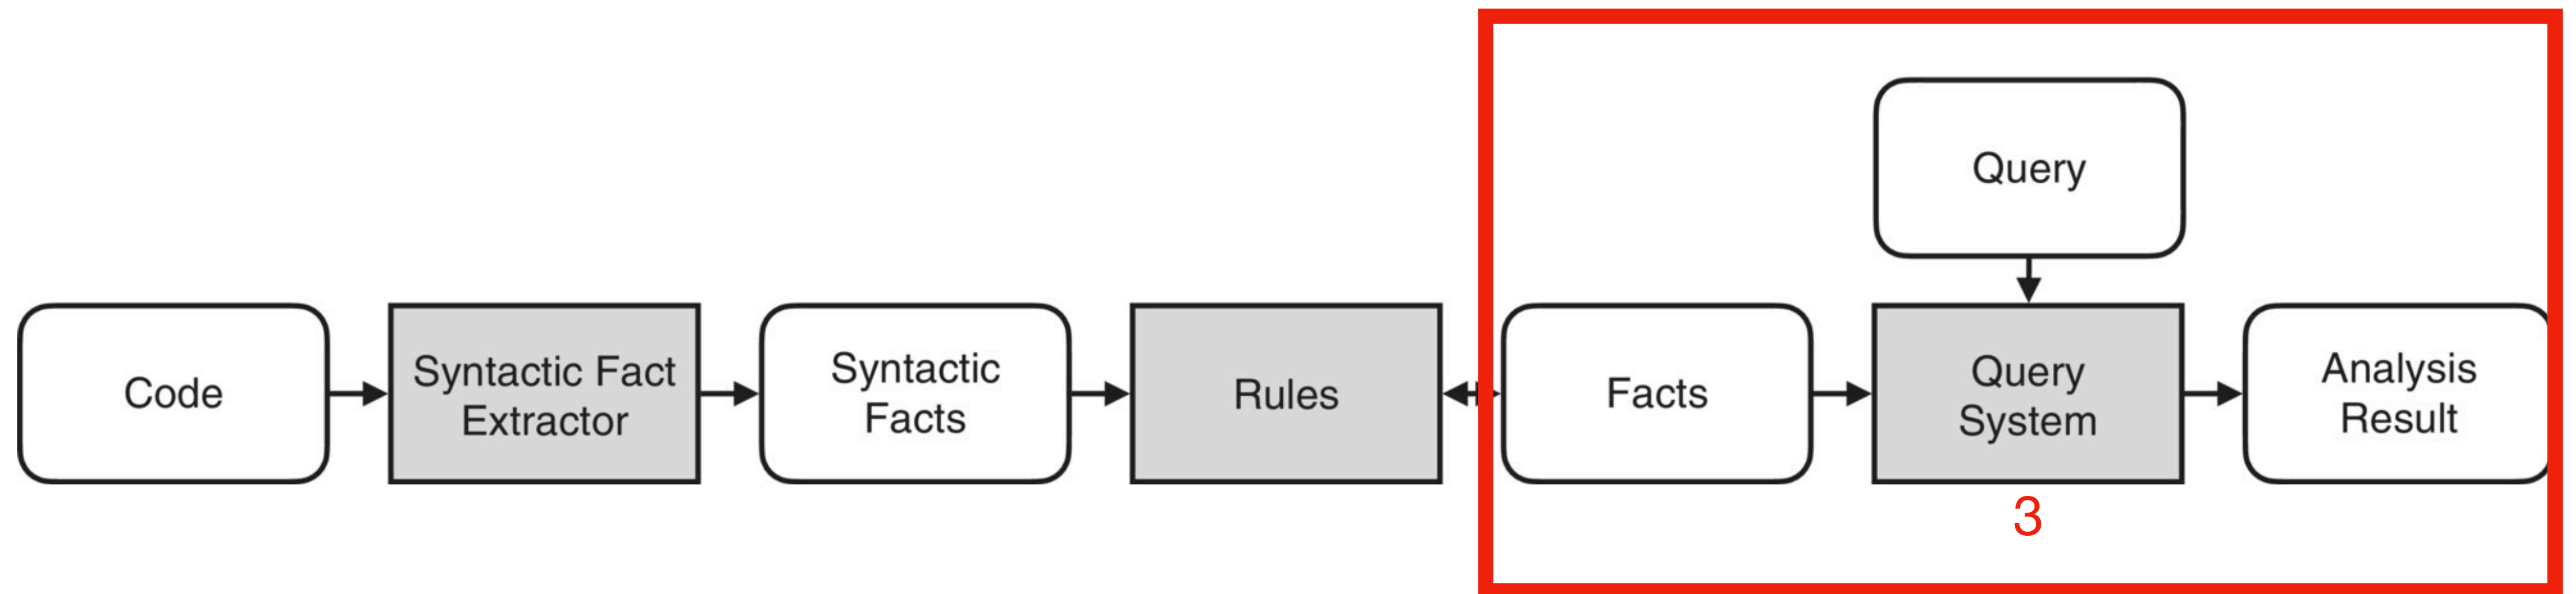 Query
Code
Syntactic Fact
Extractor
Syntactic
Facts
Rules
Facts
Query
System
Analysis
Result
3